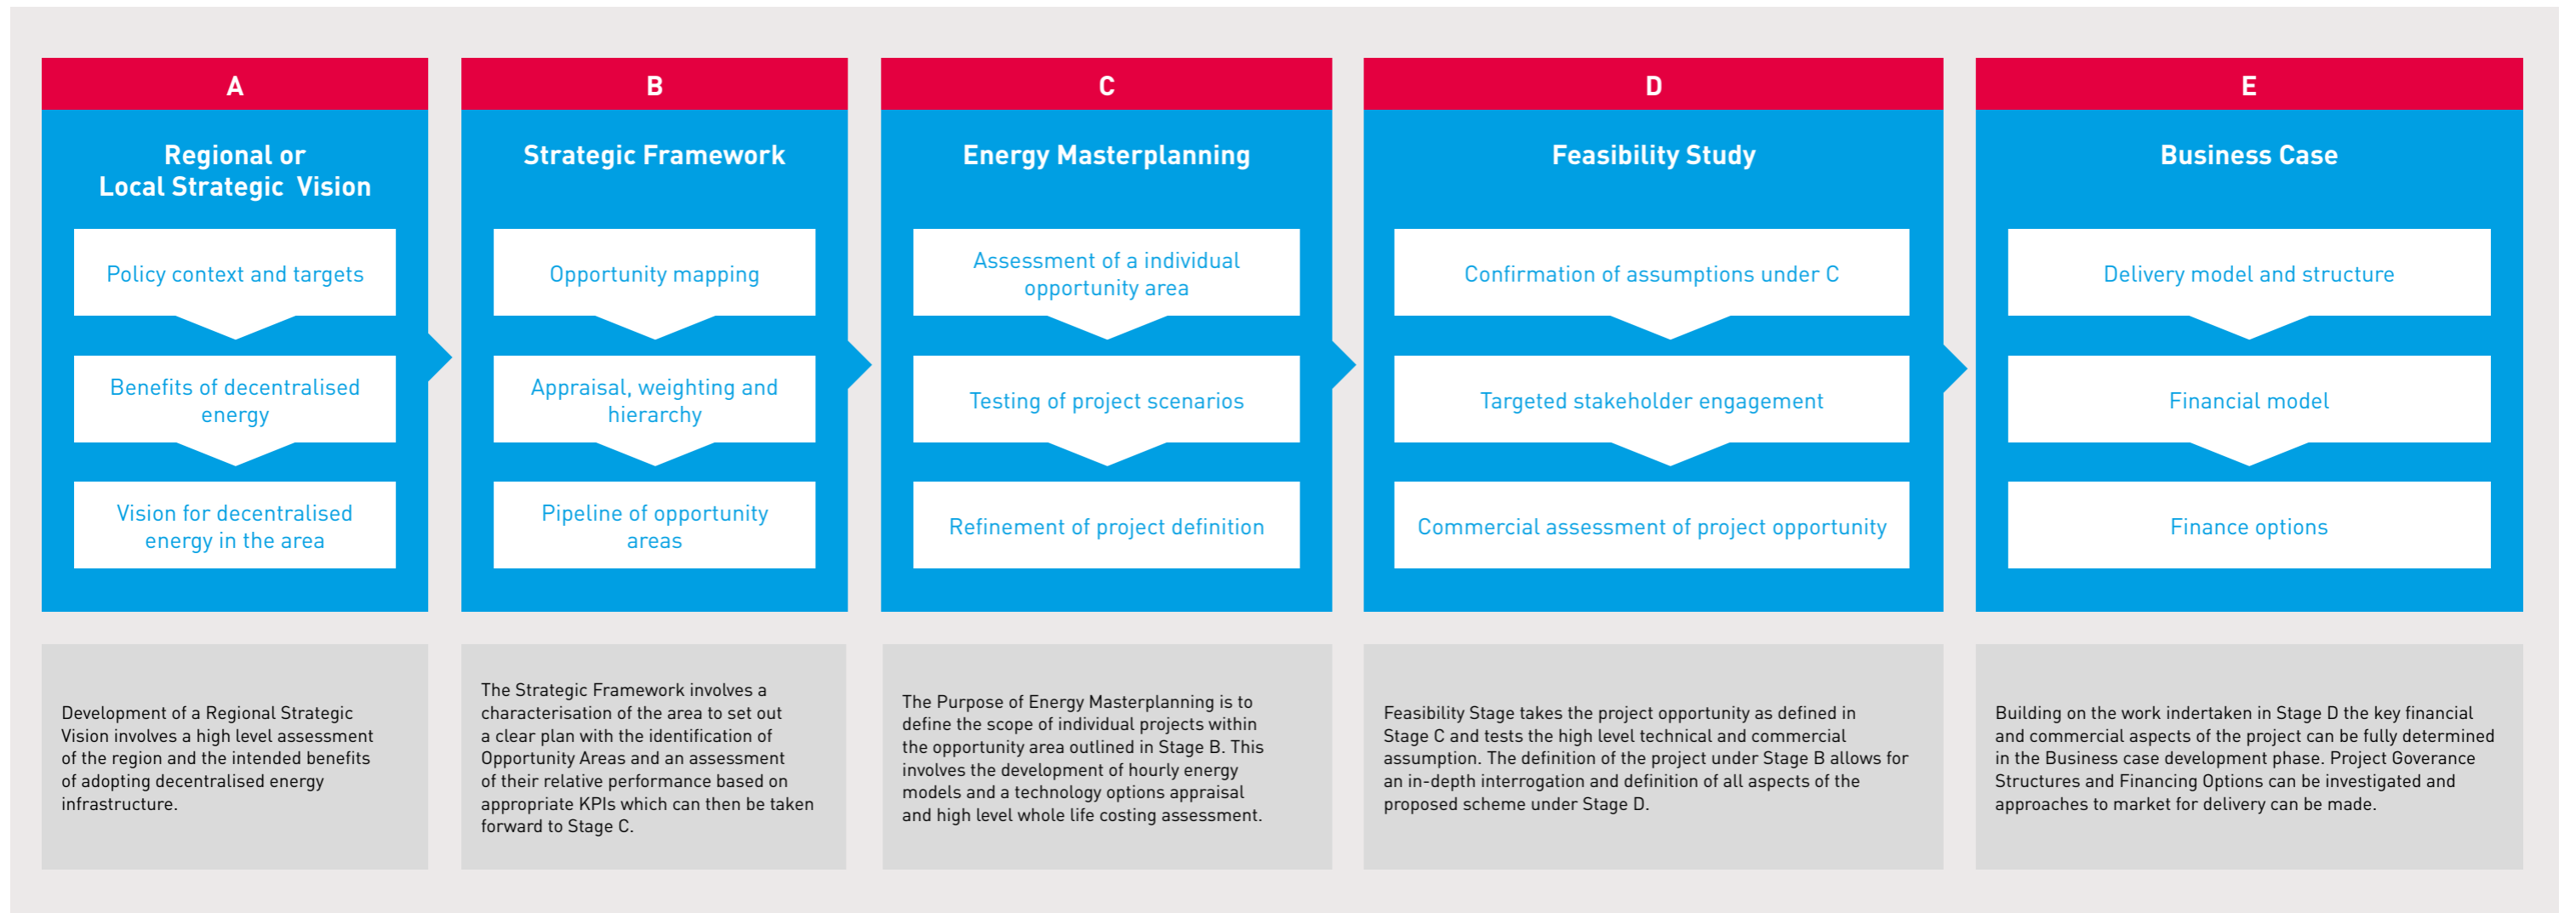 A
Regional or
Local Strategic Vision
Policy context and targets
Benefits of decentralised
energy
Vision for decentralised
energy in the area
Development of a Regional Strategic
Vision involves a high level assessment
of the region and the intended benefits
of adopting decentralised energy
infrastructure.
B
Strategic Framework
Opportunity mapping
Appraisal, weighting and
hierarchy
Pipeline of opportunity
areas
The Strategic Framework involves a
characterisation of the area to set out
a clear plan with the identification of
Opportunity Areas and an assessment
of their relative performance based on
appropriate KPIs which can then be taken
forward to Stage C.
C
Energy Masterplanning
Assessment of a individual
opportunity area
Testing of project scenarios
Refinement of project definition
The Purpose of Energy Masterplanning is to
define the scope of individual projects within
the opportunity area outlined in Stage B. This
involves the development of hourly energy
models and a technology options appraisal
and high level whole life costing assessment.
D
Feasibility Study
Confirmation of assumptions under C
Targeted stakeholder engagement
Commercial assessment of project opportunity
Feasibility Stage takes the project opportunity as defined in
Stage C and tests the high level technical and commercial
assumption. The definition of the project under Stage B allows for
an in-depth interrogation and definition of all aspects of the
proposed scheme under Stage D.
E
Business Case
Delivery model and structure
Financial model
Finance options
Building on the work indertaken in Stage D the key financial
and commercial aspects of the project can be fully determined
in the Business case development phase. Project Goverance
Structures and Financing Options can be investigated and
approaches to market for delivery can be made.